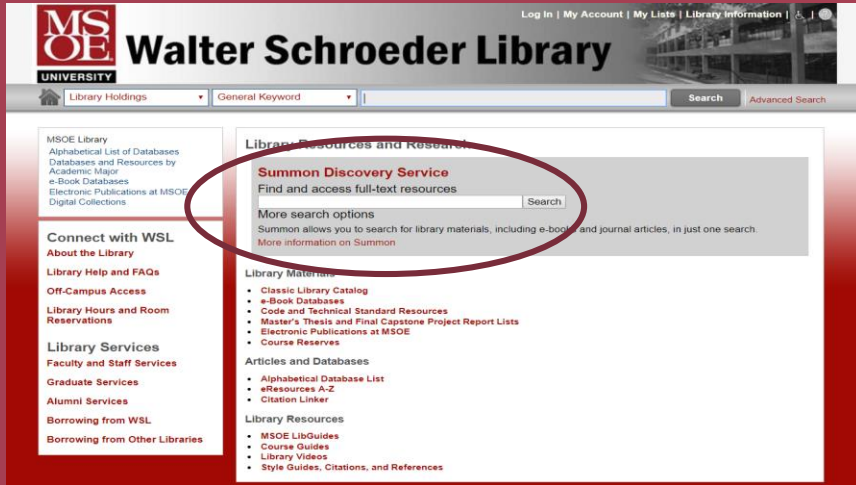 Log In | My Account | My Lists | Library Information |
MSOE
UNIVERSITY
Walter Schroeder Library
Library Holdings
General Keyword
Search
Advanced Search
MSOE Library
Alphabetical List of Databases
Databases and Resources by
Academic Major
e-Book Databases
Electronic Publications at MSOE
Digital Collections
Connect with WSL
About the Library
Library Help and FAQs
Off-Campus Access
Library Hours and Room
Reservations
Library Services
Faculty and Staff Services
Graduate Services
Alumni Services
Borrowing from WSL
Borrowing from Other Libraries
Library Resources and Research
Summon Discovery Service
Find and access full-text resources
Search
More search options
Summon allows you to search for library materials, including e-books and journal articles, in just one search.
More information on Summon
Library Materials
• Classic Library Catalog
• e-Book Databases
• Code and Technical Standard Resources
• Master's Thesis and Final Capstone Project Report Lists
• Electronic Publications at MSOE
• Course Reserves
Articles and Databases
• Alphabetical Database List
• eResources A-Z
• Citation Linker
Library Resources
• MSOE LibGuides
• Course Guides
• Library Videos
• Style Guides, Citations, and References